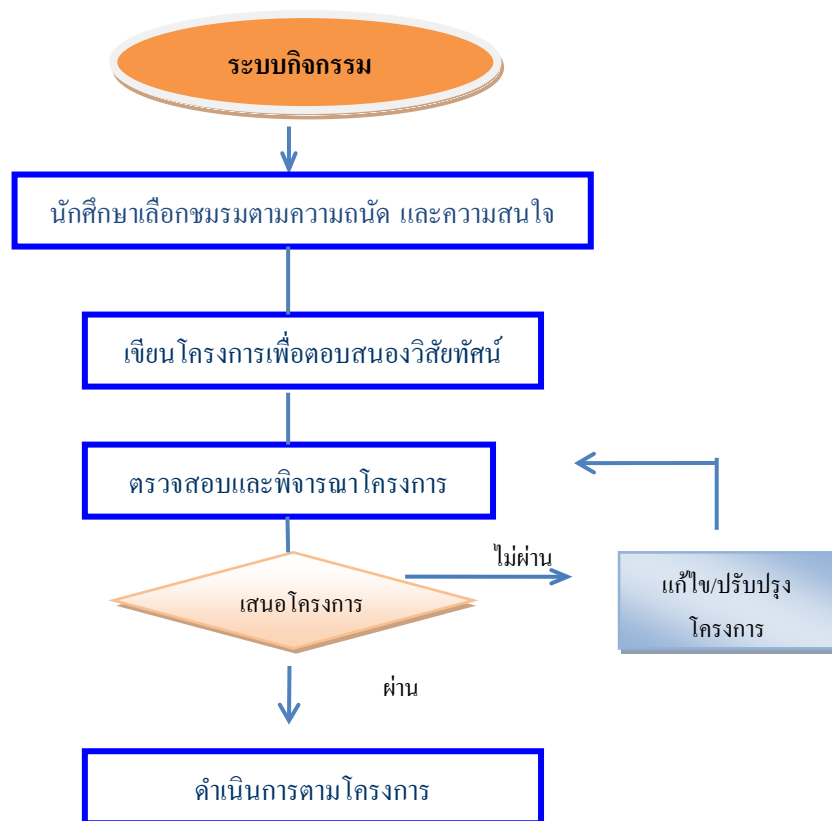 ระบบกิจกรรม
นักศึกษาเลือกชมรมตามความถนัด และความสนใจ
เขียนโครงการเพื่อตอบสนองวิสัยทัศน์
ตรวจสอบและพิจารณาโครงการ
ไม่ผ่าน
แก้ไข/ปรับปรุง
โครงการ
เสนอโครงการ
ผ่าน
ดำเนินการตามโครงการ